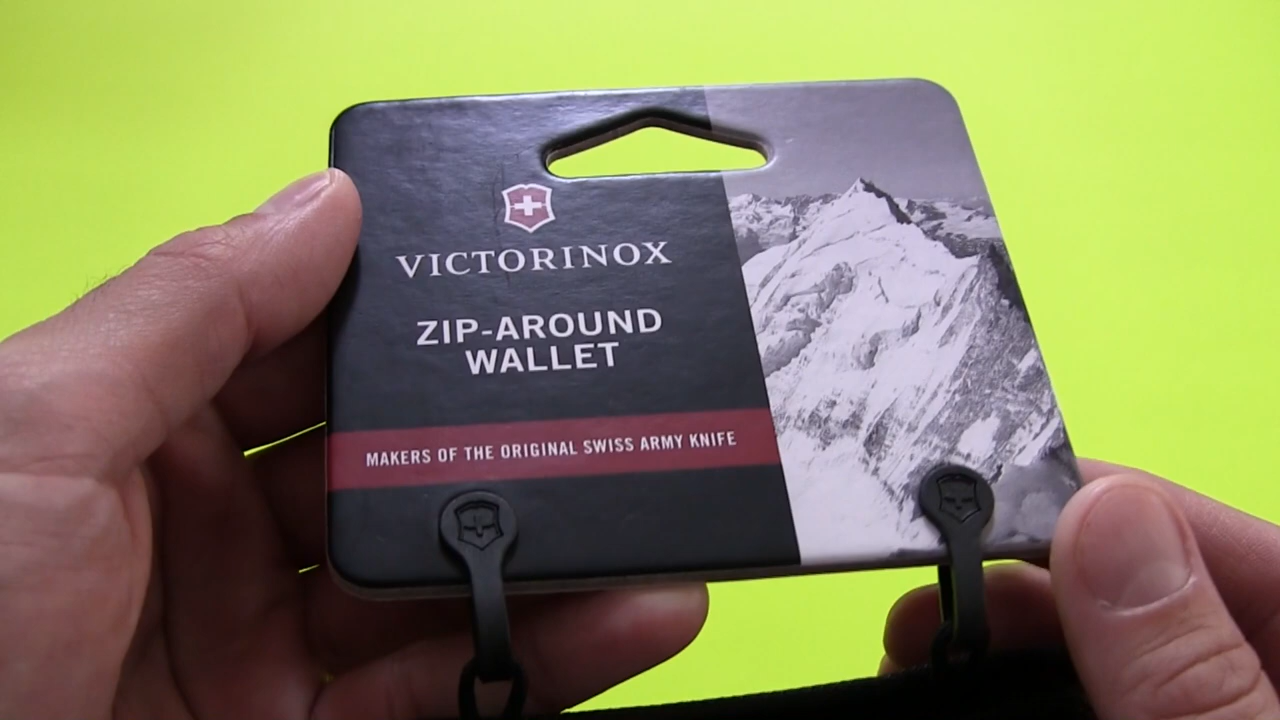 VICTORINOX
ZIP-AROUND
WALLET
MAKERS OF THE ORIGINAL SWISS ARMY KNIFE